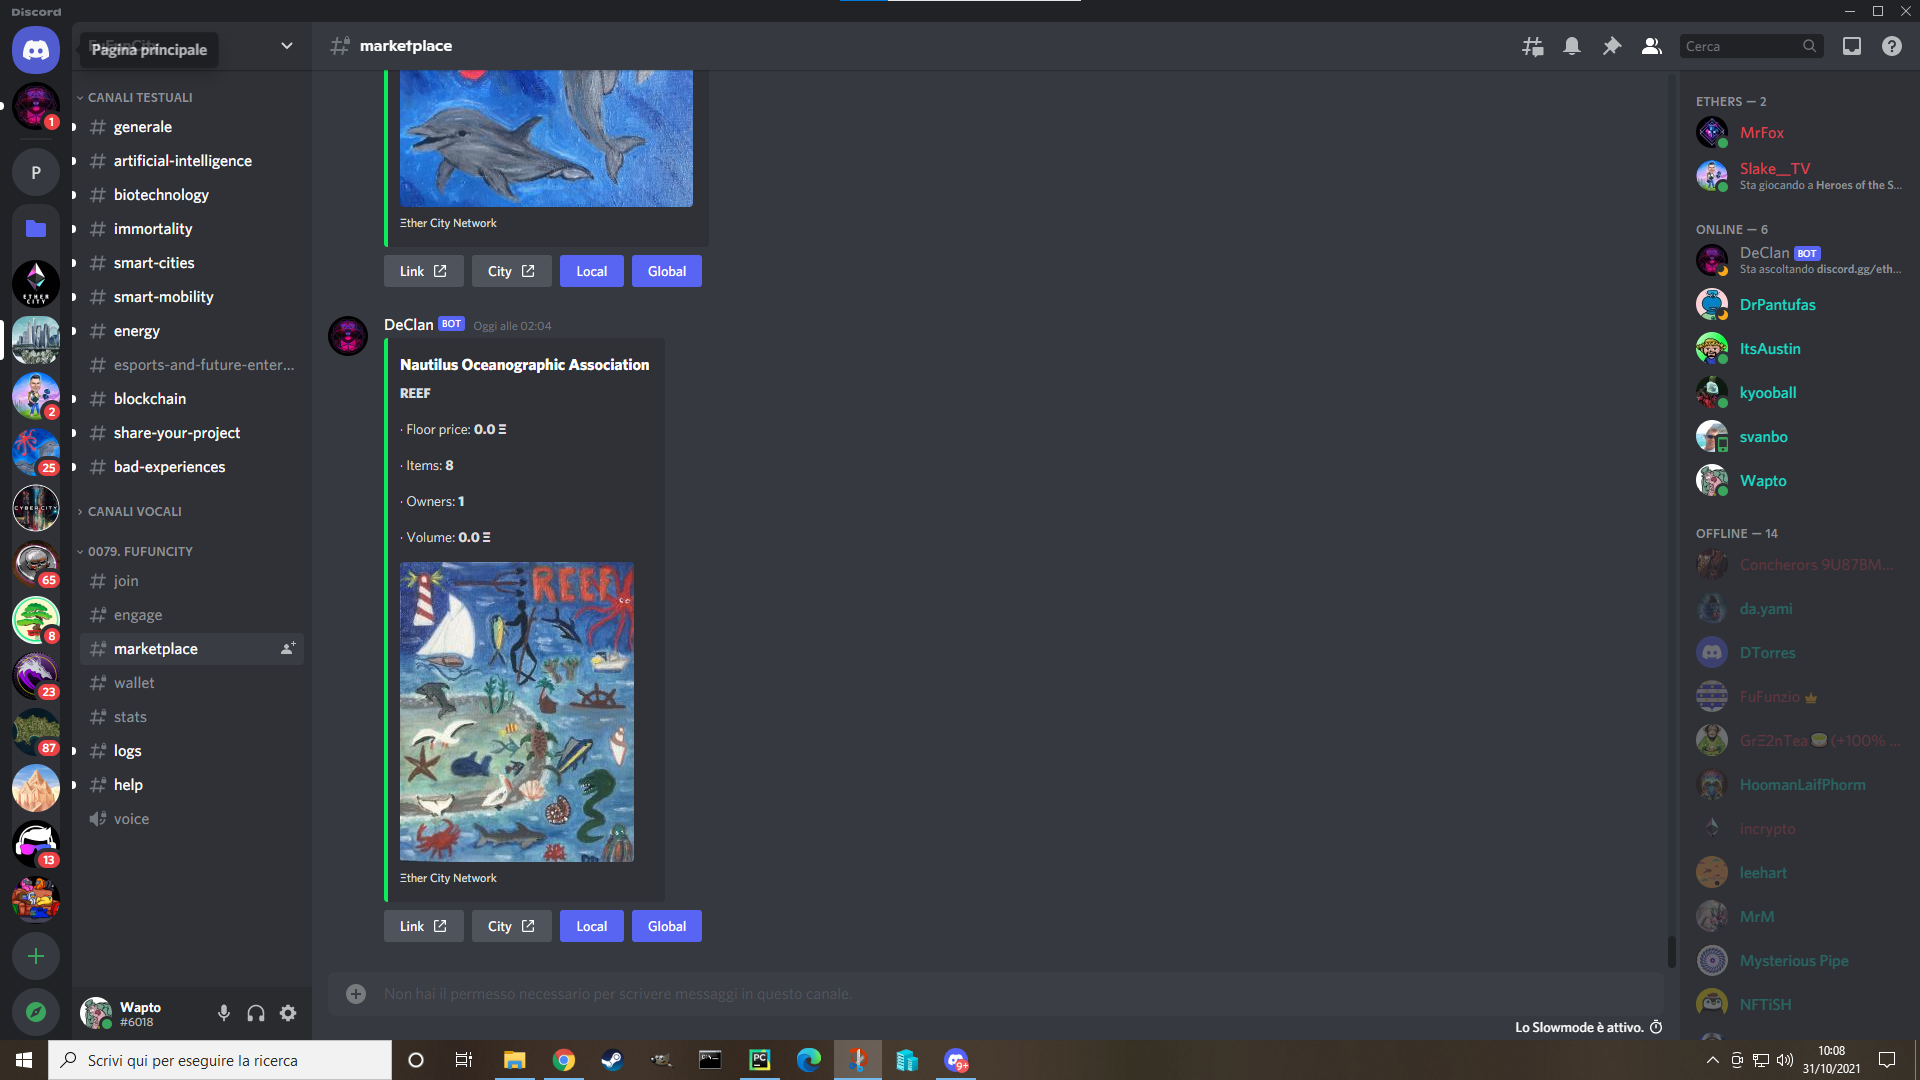 Discord
Pagina principale
marketplace
Cerca
CANALI TESTUALI
generale
artificial-intelligence
biotechnology
immortality
smart-cities
smart-mobility
energy
esports-and-future-enter...
blockchain
share-your-project
bad-experiences
CANALI VOCALI
0079. FUFUNCITY
join
engage
marketplace
wallet
stats
logs
help
voice
1
P
ETHER
CITY
2
25
CYBERCITY
65
8
23
87
13
Wapto
#6018
Ξther City Network
Link
City
Local
Global
DeClan BOT Oggi alle 02:04
Nautilus Oceanographic Association
REEF
· Floor price: 0.0 Ξ
· Items: 8
· Owners: 1
· Volume: 0.0 Ξ
REEF
Ξther City Network
Link
City
Local
Global
Non hai il permesso necessario per scrivere messaggi in questo canale.
Lo Slowmode è attivo.
ETHERS — 2
MrFox
Slake__TV
Sta giocando a Heroes of the S...
ONLINE — 6
DeClan BOT
Sta ascoltando discord.gg/eth...
DrPantufas
ItsAustin
kyooball
svanbo
Wapto
OFFLINE — 14
Concherors 9U87BM...
da.yami
DTorres
FuFunzio
GrΞ2nTea🍵(+100% ...
HoomanLaifPhorm
incrypto
leehart
MrM
Mysterious Pipe
NFTiSH
Scrivi qui per eseguire la ricerca
PC
9+
10:08
31/10/2021